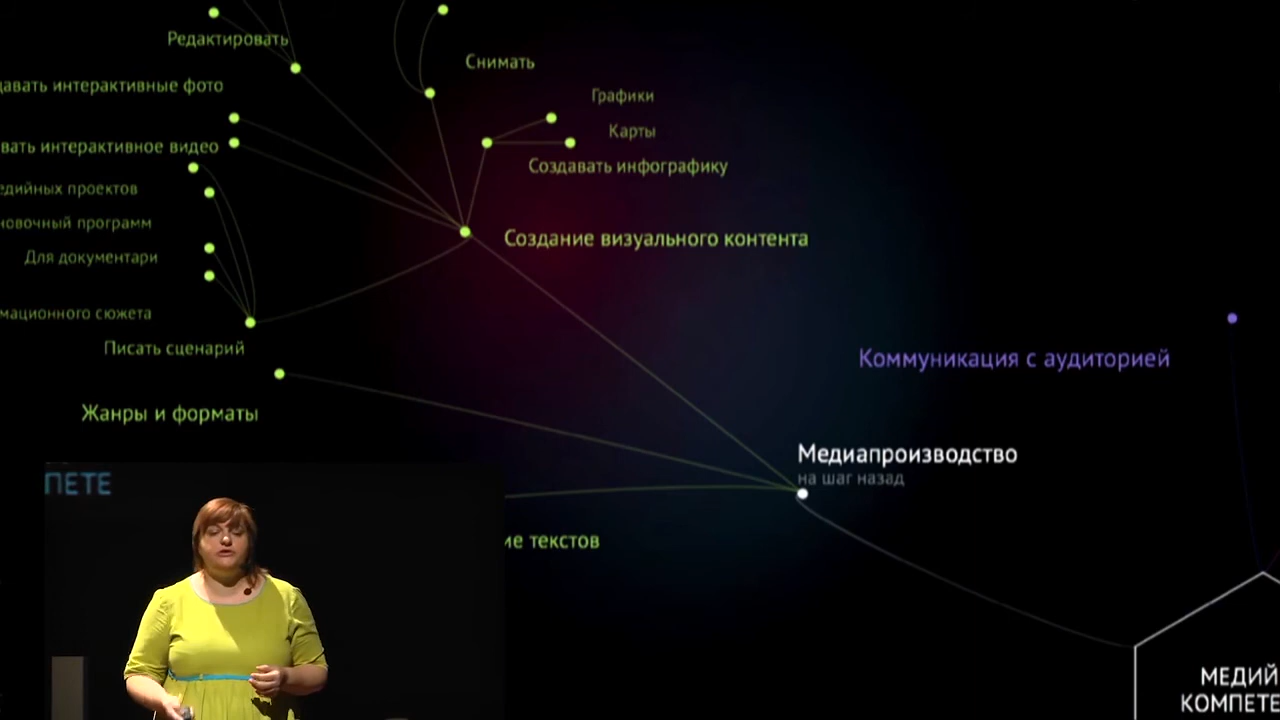 Редактировать
Снимать
давать интерактивные фото
Графики
Карты
вать интерактивное видео
Создавать инфографику
едийных проектов
новочный программ
Создание визуального контента
Для документари
мационного сюжета
Писать сценарий
Коммуникация с аудиторией
Жанры и форматы
Медиапроизводство
на шаг назад
ПЕТЕ
ие текстов
МЕДИЙ
КОМПЕТЕ